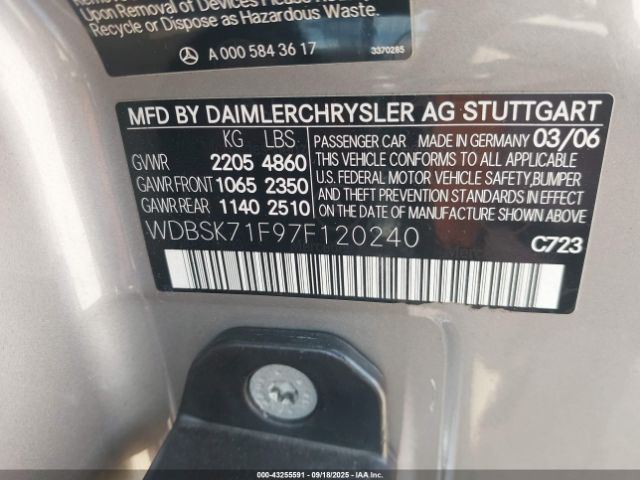 Upon Removal of Devices Please
Recycle or Dispose as Hazardous Waste.
A 000 584 36 17
3370285
MFD BY DAIMLERCHRYSLER AG STUTTGART
KG LBS
GVWR 2205 4860
GAWR FRONT 1065 2350
GAWR REAR 1140 2510
PASSENGER CAR MADE IN GERMANY 03/06
THIS VEHICLE CONFORMS TO ALL APPLICABLE
U.S. FEDERAL MOTOR VEHICLE SAFETY,BUMPER
AND THEFT PREVENTION STANDARDS IN EFFECT
ON THE DATE OF MANUFACTURE SHOWN ABOVE
WDBSK71F97F120240
C723
000-43255591 - 09/18/2025 - IAA Inc.